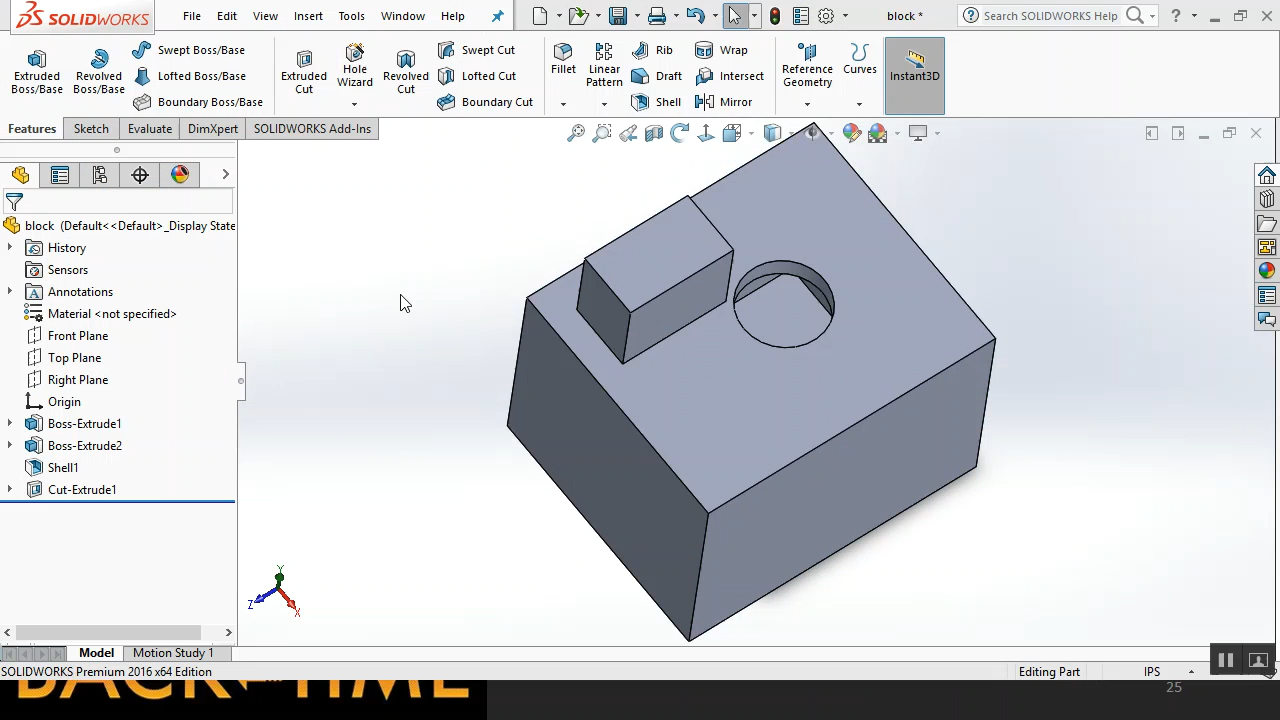 SOLIDWORKS
File Edit View Insert Tools Window Help
block *
Search SOLIDWORKS Help
?
Extruded Boss/Base
Revolved Boss/Base
Swept Boss/Base
Lofted Boss/Base
Boundary Boss/Base
Extruded Cut
Hole Wizard
Revolved Cut
Swept Cut
Lofted Cut
Boundary Cut
Fillet
Linear Pattern
Rib
Draft
Shell
Wrap
Intersect
Mirror
Reference Geometry
Curves
Instant3D
Features Sketch Evaluate DimXpert SOLIDWORKS Add-Ins
block (Default<<Default>_Display State
History
Sensors
Annotations
Material <not specified>
Front Plane
Top Plane
Right Plane
Origin
Boss-Extrude1
Boss-Extrude2
Shell1
Cut-Extrude1
Y
Z
X
Model Motion Study 1
SOLIDWORKS Premium 2016 x64 Edition
Editing Part
IPS
25